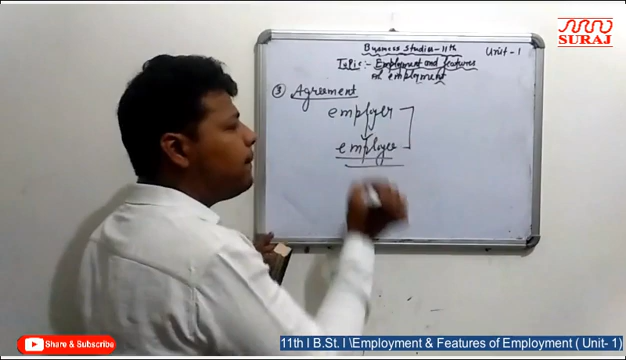 SURAJ
Business Studies-11th
Unit-1
Topic:- Employment and features
of employment
③ Agreement
employer
employee
Share & Subscribe
11th I B.St. I \Employment & Features of Employment ( Unit- 1)